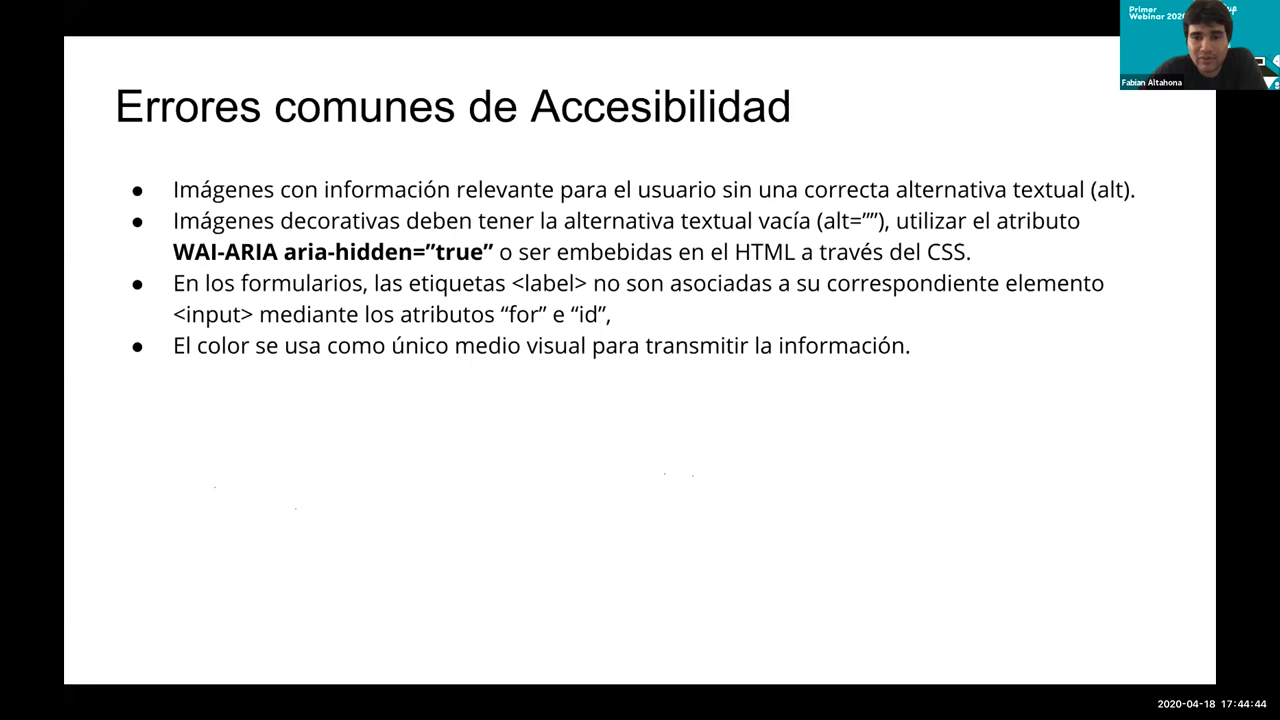 Primer
Webinar 2020
Fabian Altahona
Errores comunes de Accesibilidad
● Imágenes con información relevante para el usuario sin una correcta alternativa textual (alt).
● Imágenes decorativas deben tener la alternativa textual vacía (alt=””), utilizar el atributo
WAI-ARIA aria-hidden=”true” o ser embebidas en el HTML a través del CSS.
● En los formularios, las etiquetas <label> no son asociadas a su correspondiente elemento
<input> mediante los atributos “for” e “id”,
● El color se usa como único medio visual para transmitir la información.
2020-04-18 17:44:44